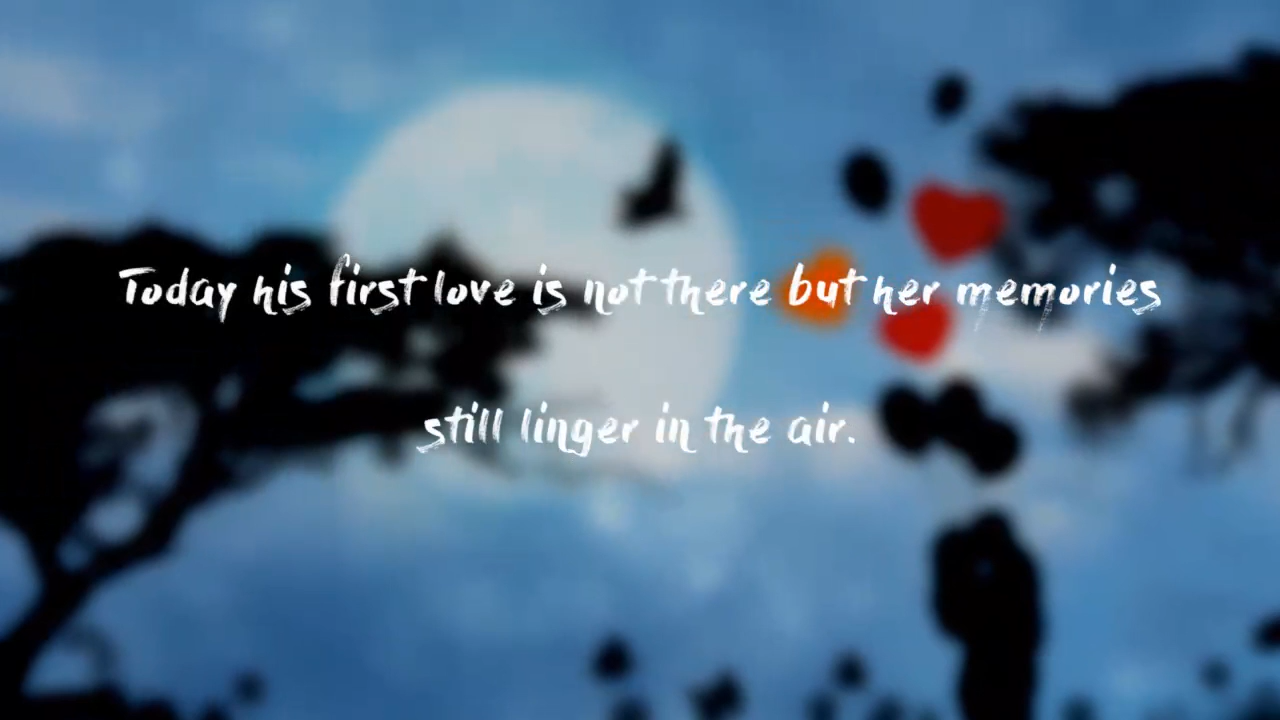 Today his first love is not there but her memories
still linger in the air.